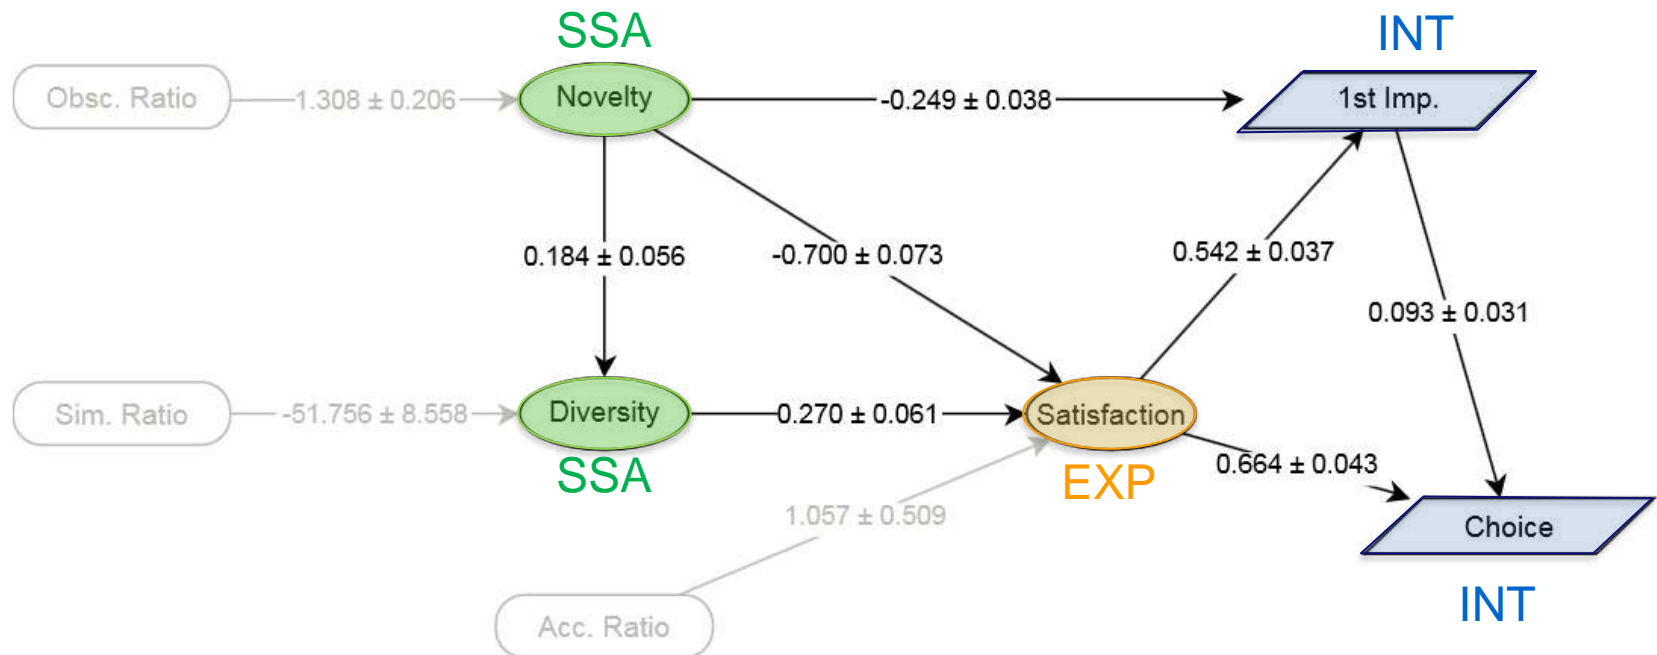 SSA
INT
Obsc. Ratio
1.308 ± 0.206
Novelty
-0.249 ± 0.038
1st Imp.
0.184 ± 0.056
-0.700 ± 0.073
0.542 ± 0.037
0.093 ± 0.031
Sim. Ratio
-51.756 ± 8.558
Diversity
0.270 ± 0.061
Satisfaction
SSA
EXP
0.664 ± 0.043
1.057 ± 0.509
Choice
INT
Acc. Ratio